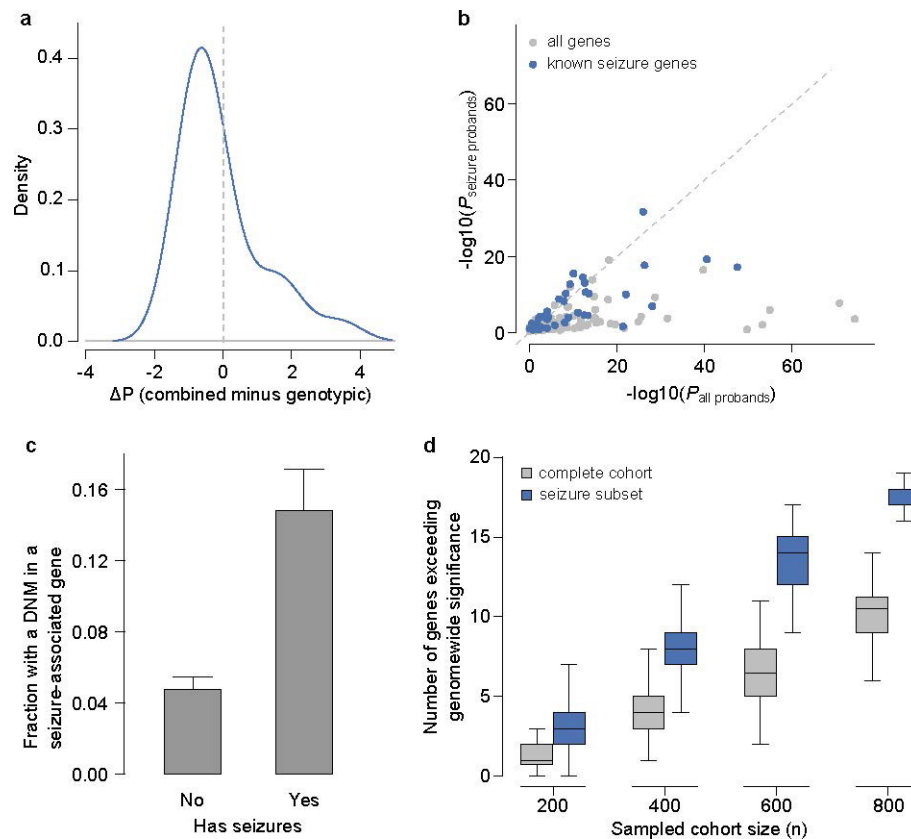 a
Density
0.4
0.3
0.2
0.1
0.0
-4
-2
0
2
4
ΔP (combined minus genotypic)
b
all genes
known seizure genes
-log10(Pseizure probands)
60
40
20
0
0
20
40
60
-log10(Pall probands)
c
Fraction with a DNM in a
seizure-associated gene
0.16
0.12
0.08
0.04
0.00
No
Yes
Has seizures
d
complete cohort
seizure subset
Number of genes exceeding
genomewide significance
20
15
10
5
0
200
400
600
800
Sampled cohort size (n)